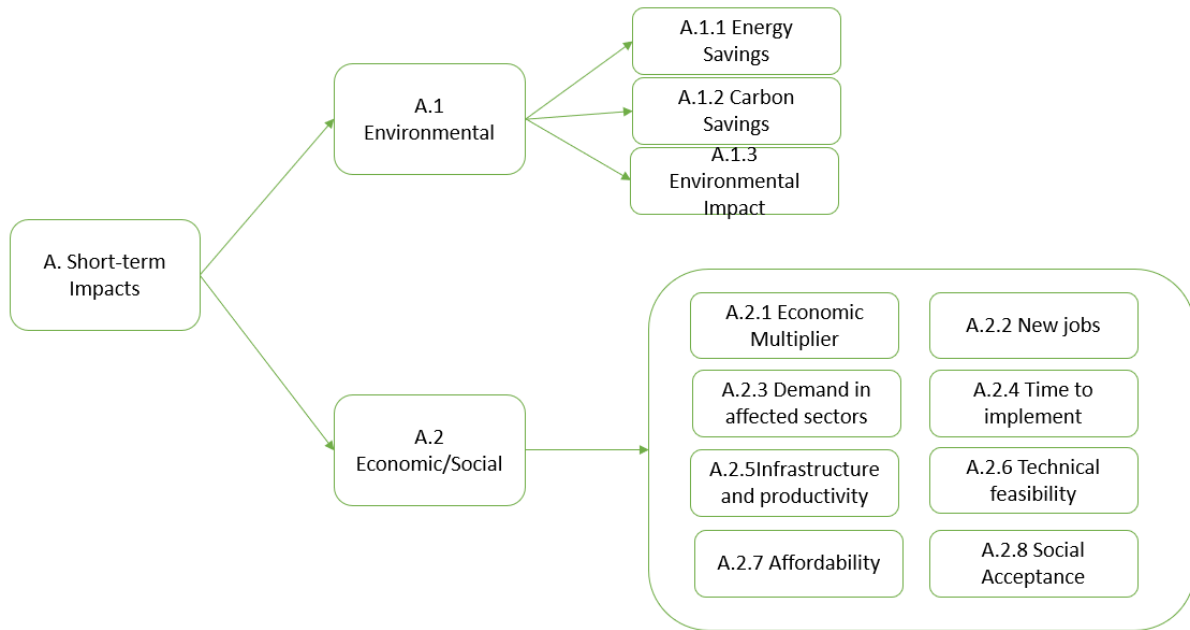 A. Short-term
Impacts
A.1
Environmental
A.1.1 Energy
Savings
A.1.2 Carbon
Savings
A.1.3
Environmental
Impact
A.2
Economic/Social
A.2.1 Economic
Multiplier
A.2.2 New jobs
A.2.3 Demand in
affected sectors
A.2.4 Time to
implement
A.2.5Infrastructure
and productivity
A.2.6 Technical
feasibility
A.2.7 Affordability
A.2.8 Social
Acceptance